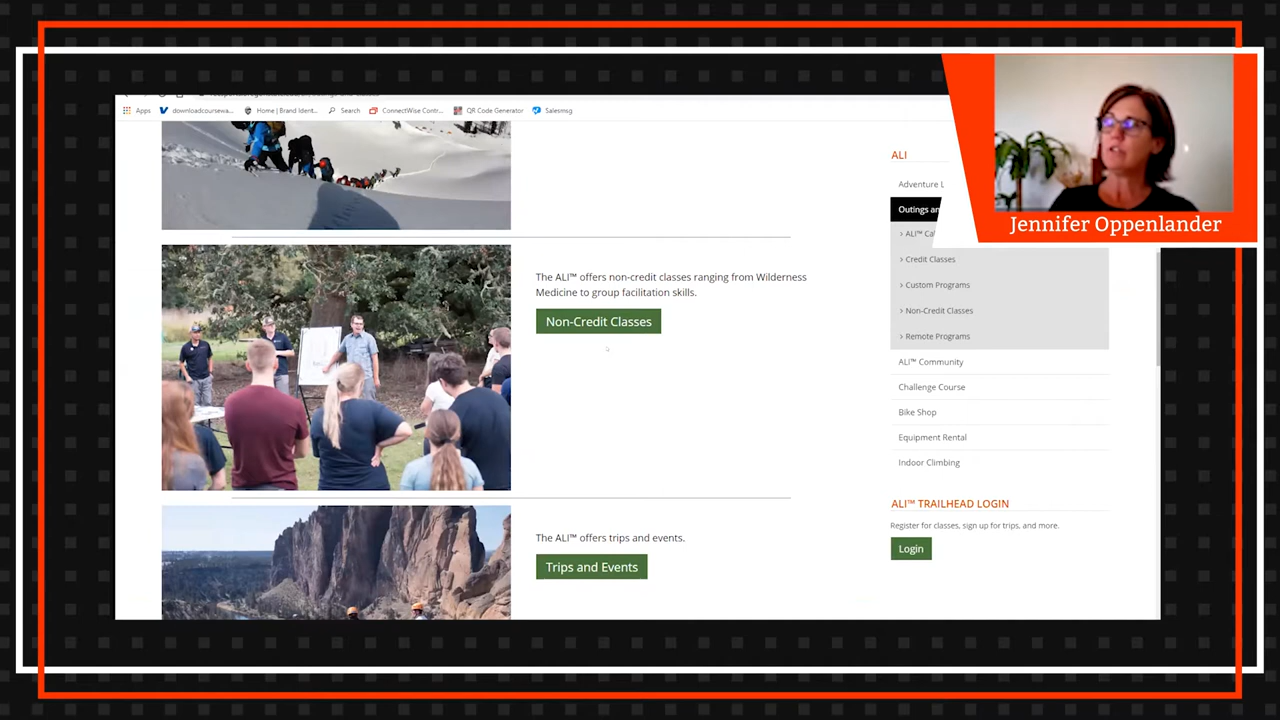 Apps
downloadcoursewa...
Home | Brand Ident...
Search
ConnectWise Contr...
QR Code Generator
Salesmsg
The ALI™ offers non-credit classes ranging from Wilderness
Medicine to group facilitation skills.
Non-Credit Classes
The ALI™ offers trips and events.
Trips and Events
ALI
Adventure L
Outings an
> ALI™ Cal
> Credit Classes
> Custom Programs
> Non-Credit Classes
> Remote Programs
ALI™ Community
Challenge Course
Bike Shop
Equipment Rental
Indoor Climbing
ALI™ TRAILHEAD LOGIN
Register for classes, sign up for trips, and more.
Login
Jennifer Oppenlander